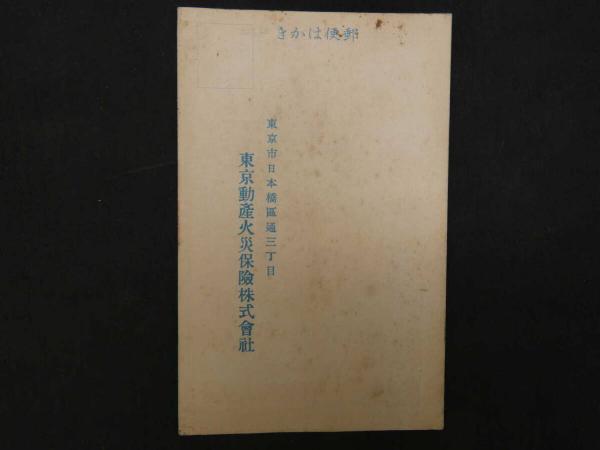 郵便はかき
東京市日本橋區通三丁目
東京動產火災保險株式會社